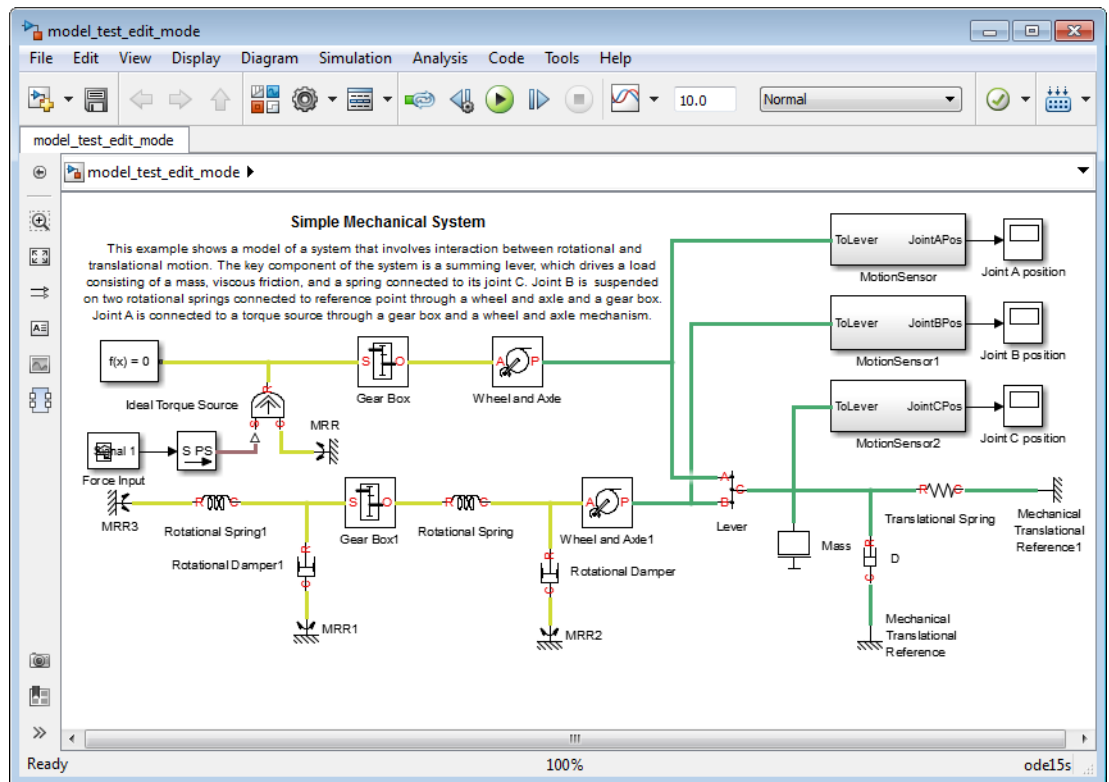 model_test_edit_mode
File Edit View Display Diagram Simulation Analysis Code Tools Help
10.0 Normal
model_test_edit_mode
model_test_edit_mode
Simple Mechanical System
This example shows a model of a system that involves interaction between rotational and
translational motion. The key component of the system is a summing lever, which drives a load
consisting of a mass, viscous friction, and a spring connected to its joint C. Joint B is suspended
on two rotational springs connected to reference point through a wheel and axle and a gear box.
Joint A is connected to a torque source through a gear box and a wheel and axle mechanism.
ToLever JointAPos
MotionSensor
Joint A position
ToLever JointBPos
MotionSensor1
Joint B position
ToLever JointCPos
MotionSensor2
Joint C position
f(x) = 0
S O
Gear Box
A P
Wheel and Axle
Ideal Torque Source
R
S C
MRR
Signal 1
Force Input
S PS
MRR3
R C
Rotational Spring1
S O
Gear Box1
R C
Rotational Spring
A P
Wheel and Axle1
A
B
C
Lever
R C
Translational Spring
Mechanical
Translational
Reference1
Rotational Damper1
R
C
MRR1
Rotational Damper
R
C
MRR2
Mass
R
C
D
Mechanical
Translational
Reference
Ready 100% ode15s